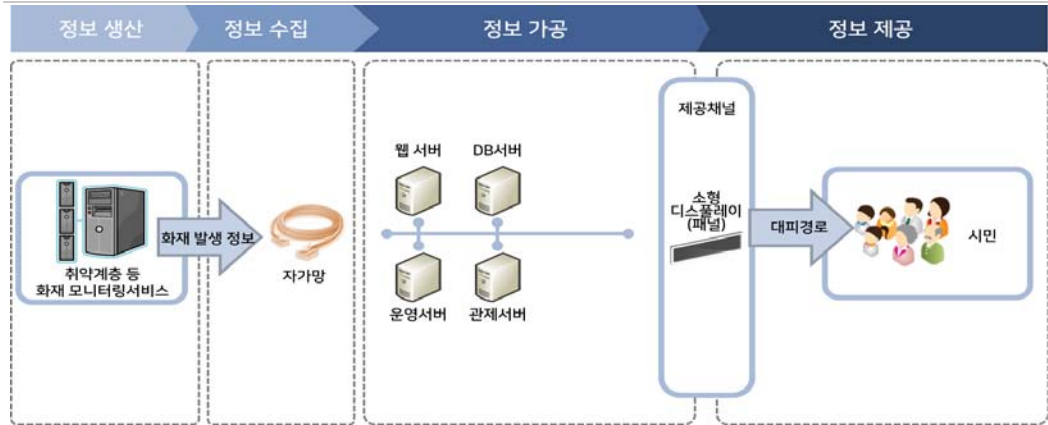 정보 생산
정보 수집
정보 가공
정보 제공
취약계층 등
화재 모니터링서비스
화재 발생 정보
자가망
웹 서버
DB서버
운영서버
관제서버
제공채널
소형
디스풀레이
(패널)
대피경로
시민